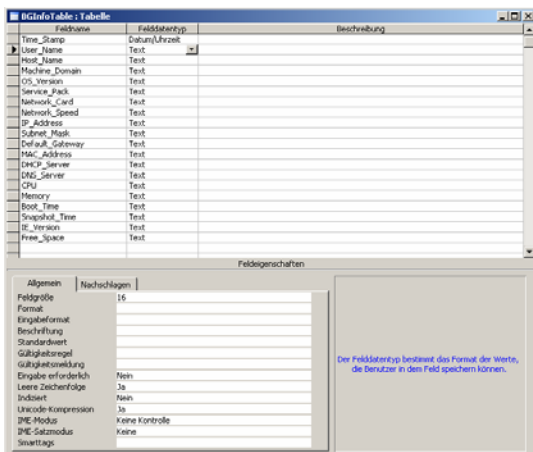 BGInfoTable : Tabelle
Feldname Felddatentyp Beschreibung
Time_Stamp Datum/Uhrzeit
User_Name Text
Host_Name Text
Machine_Domain Text
OS_Version Text
Service_Pack Text
Network_Card Text
Network_Speed Text
IP_Address Text
Subnet_Mask Text
Default_Gateway Text
MAC_Address Text
DHCP_Server Text
DNS_Server Text
CPU Text
Memory Text
Boot_Time Text
Snapshot_Time Text
IE_Version Text
Free_Space Text
Feldeigenschaften
Allgemein Nachschlagen
Feldgröße 16
Format
Eingabeformat
Beschriftung
Standardwert
Gültigkeitsregel
Gültigkeitsmeldung
Eingabe erforderlich Nein
Leere Zeichenfolge Ja
Indiziert Nein
Unicode-Kompression Ja
IME-Modus Keine Kontrolle
IME-Satzmodus Keine
Smarttags
Der Felddatentyp bestimmt das Format der Werte,
die Benutzer in dem Feld speichern können.